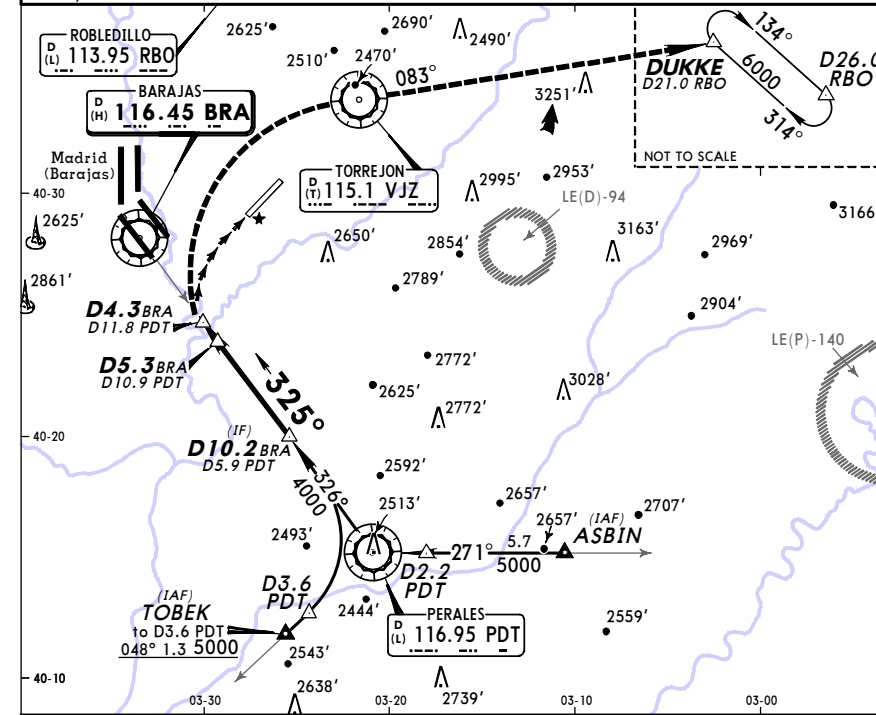 ROBLEDILLO
D
(L) 113.95 RBO
2625'
2690'
2490'
2510'
2470'
083°
134°
6000
314°
DUKKE
D21.0 RBO
D26.0
RBO
NOT TO SCALE
BARAJAS
D
(H) 116.45 BRA
3251'
Madrid
(Barajas)
TORREJON
D
(T) 115.1 VJZ
2953'
2995'
LE(D)-94
40-30
2625'
2650'
2854'
3163'
3166'
2969'
2861'
2789'
2904'
D4.3 BRA
D11.8 PDT
D5.3 BRA
D10.9 PDT
LE(P)-140
2772'
325°
2625'
3028'
2772'
40-20
(IF)
D10.2 BRA
D5.9 PDT
326°
4000
2592'
2513'
2657'
2707'
2493'
2657'
(IAF)
ASBIN
271°
5.7
5000
D2.2
PDT
D3.6
PDT
(IAF)
TOBEK
to D3.6 PDT
048° 1.3 5000
2444'
PERALES
D
(L) 116.95 PDT
2559'
2543'
40-10
2638'
2739'
03-30
03-20
03-10
03-00